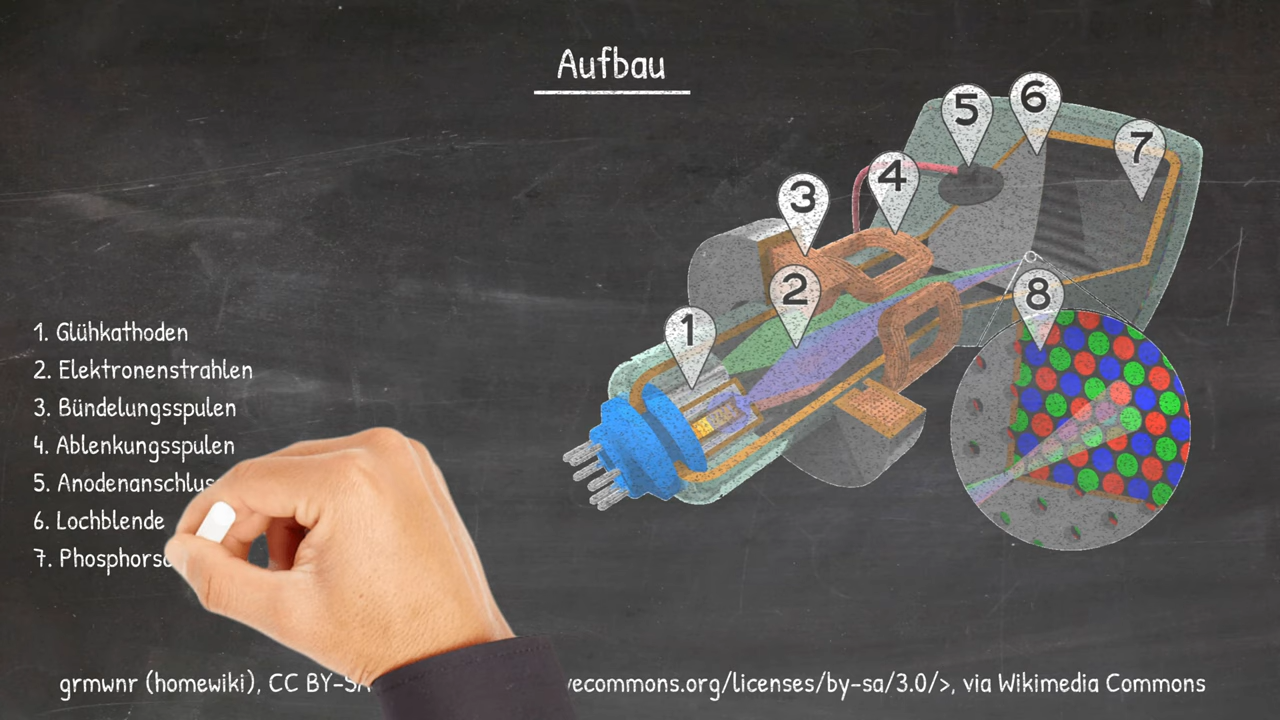 Aufbau
5
6
7
4
3
2
8
1
1. Glühkathoden
2. Elektronenstrahlen
3. Bündelungsspulen
4. Ablenkungsspulen
5. Anodenanschlus
6. Lochblende
7. Phosphors
grmwnr (homewiki), CC BY-SA vecommons.org/licenses/by-sa/3.0/>, via Wikimedia Commons